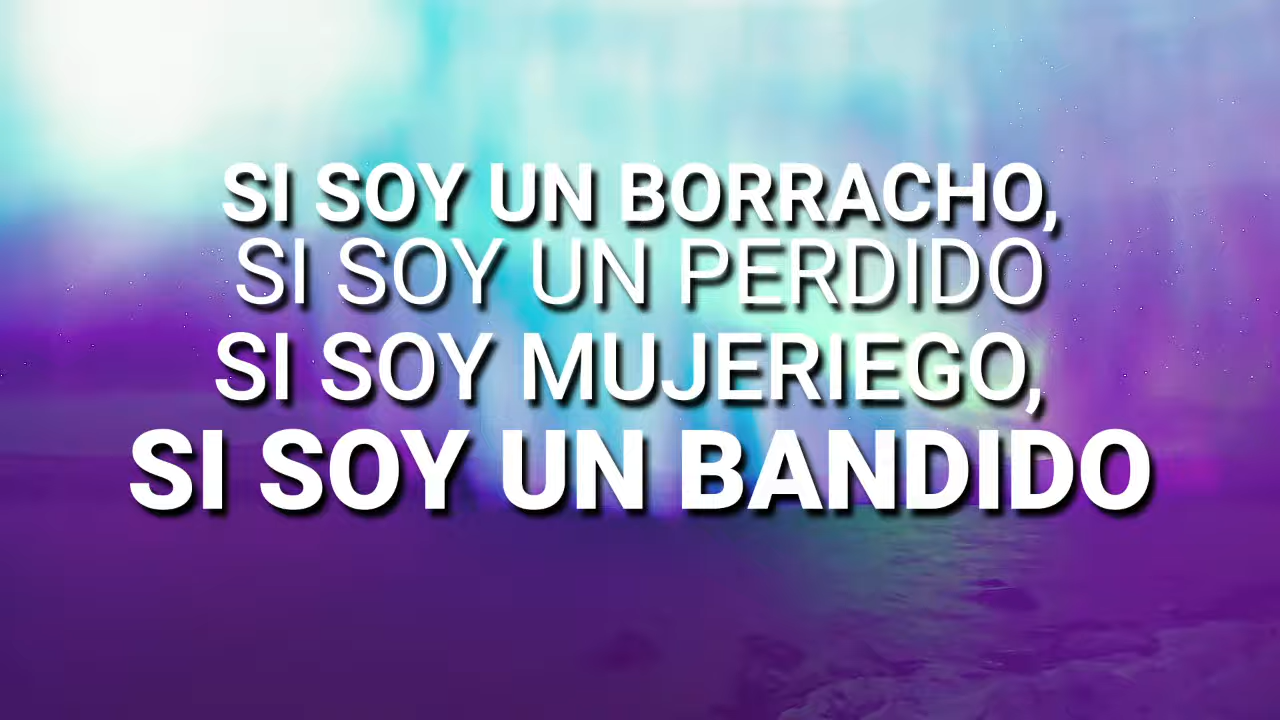 SI SOY UN BORRACHO,
SI SOY UN PERDIDO
SI SOY MUJERIEGO,
SI SOY UN BANDIDO